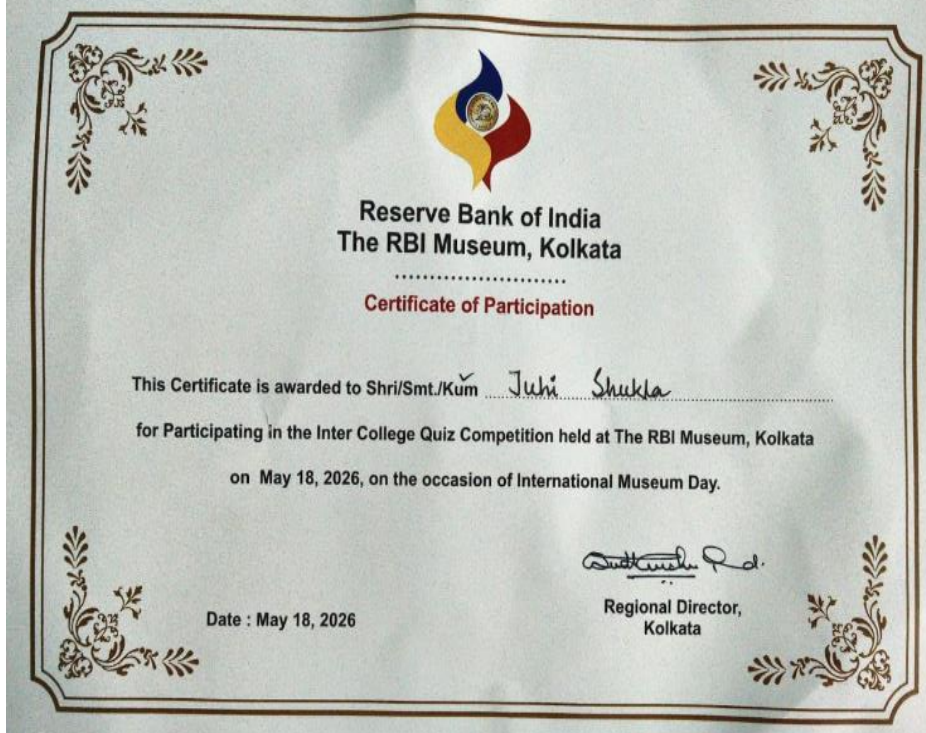 Reserve Bank of India
The RBI Museum, Kolkata
.........................
Certificate of Participation
This Certificate is awarded to Shri/Smt./Kum Juhi Shukla
for Participating in the Inter College Quiz Competition held at The RBI Museum, Kolkata
on May 18, 2026, on the occasion of International Museum Day.
Date : May 18, 2026
Regional Director,
Kolkata